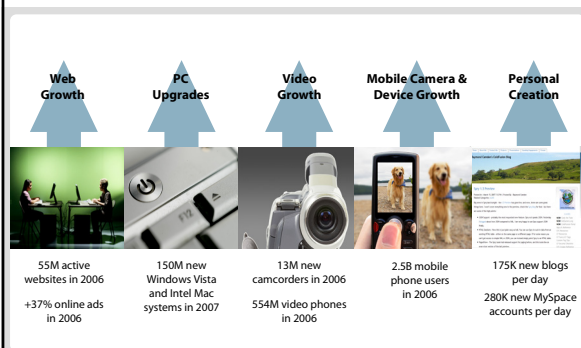 Web
Growth
PC
Upgrades
Video
Growth
Mobile Camera &
Device Growth
Personal
Creation
F12
55M active
websites in 2006
+37% online ads
in 2006
150M new
Windows Vista
and Intel Mac
systems in 2007
13M new
camcorders in 2006
554M video phones
in 2006
2.5B mobile
phone users
in 2006
175K new blogs
per day
280K new MySpace
accounts per day